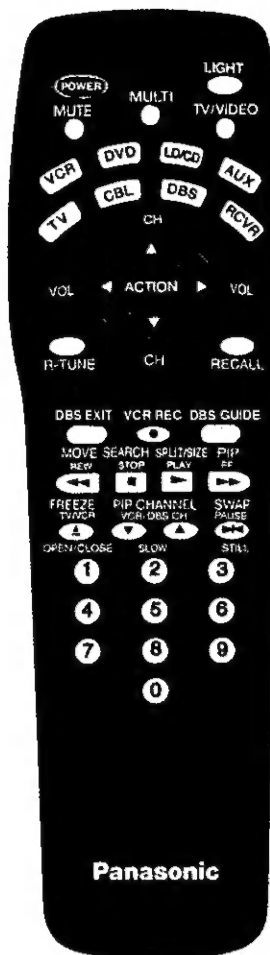 LIGHT
POWER
MULTI
MUTE TV/VIDEO
VCR DVD LD/CD AUX
TV CBL DBS RCVR
CH
VOL ACTION VOL
R-TUNE CH RECALL
DBS EXIT VCR REC DBS GUIDE
MOVE SEARCH SPLIT/SIZE PIP
REW STOP PLAY FF
FREEZE PIP CHANNEL SWAP
TV/VCR VCR/DBS CH PAUSE
OPEN/CLOSE SLOW STILL
1 2 3
4 5 6
7 8 9
0
Panasonic